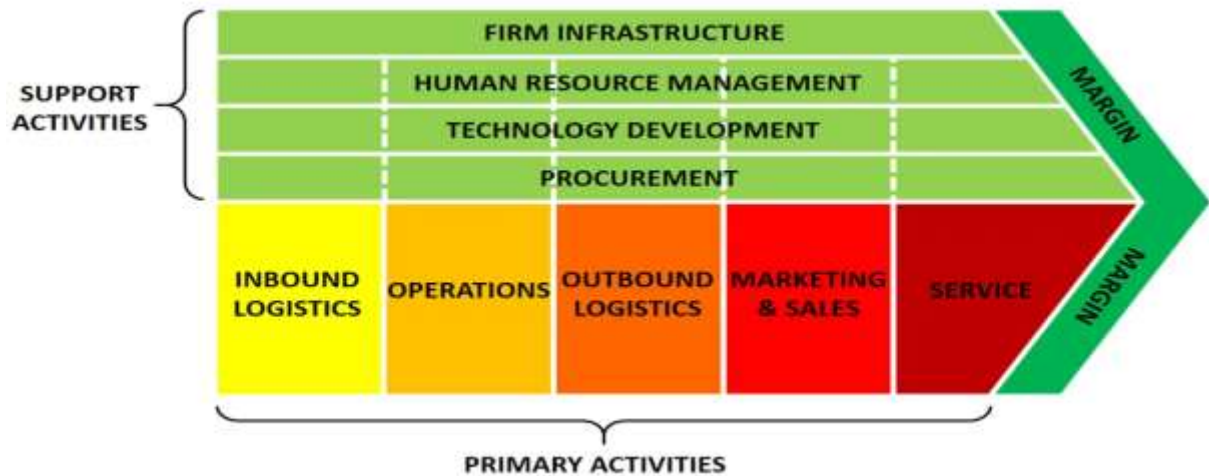 FIRM INFRASTRUCTURE
HUMAN RESOURCE MANAGEMENT
TECHNOLOGY DEVELOPMENT
PROCUREMENT
SUPPORT
ACTIVITIES
MARGIN
INBOUND
LOGISTICS
OPERATIONS
OUTBOUND
LOGISTICS
MARKETING
& SALES
SERVICE
MARGIN
PRIMARY ACTIVITIES